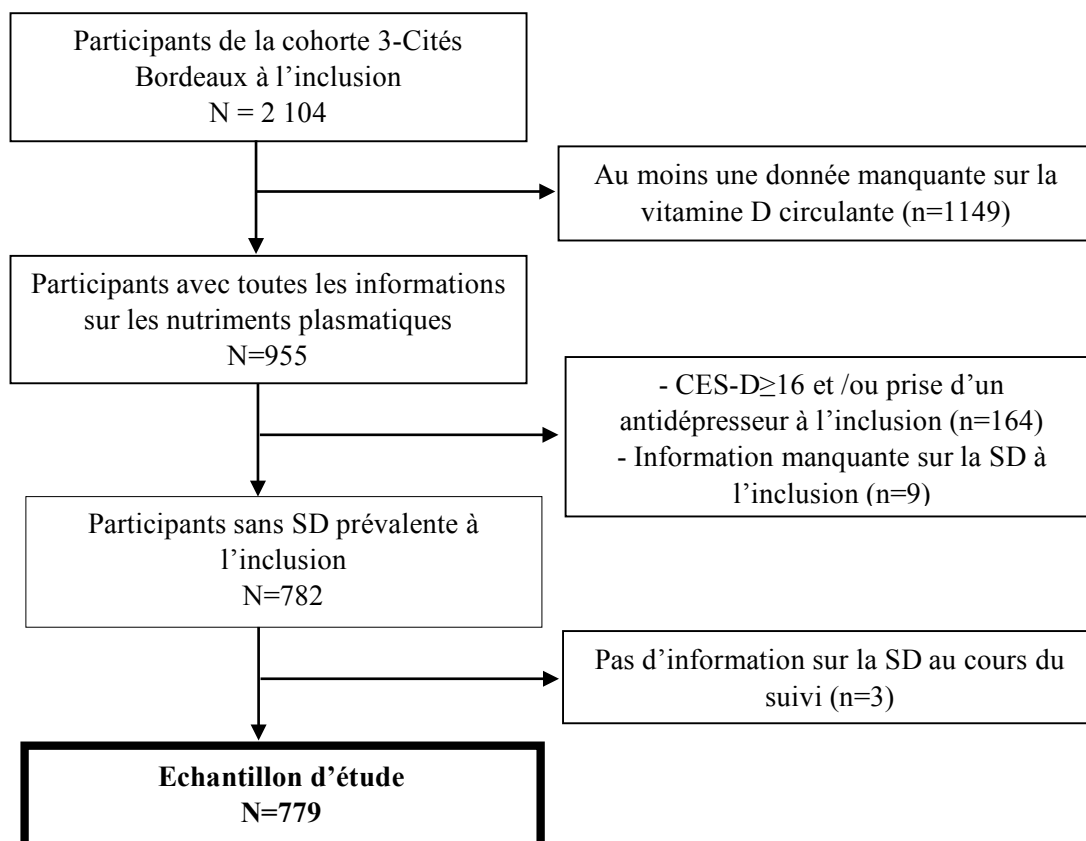 Participants de la cohorte 3-Cités
Bordeaux à l’inclusion
N = 2 104
Au moins une donnée manquante sur la
vitamine D circulante (n=1149)
Participants avec toutes les informations
sur les nutriments plasmatiques
N=955
- CES-D≥16 et /ou prise d’un
antidépresseur à l’inclusion (n=164)
- Information manquante sur la SD à
l’inclusion (n=9)
Participants sans SD prévalente à
l’inclusion
N=782
Pas d’information sur la SD au cours du
suivi (n=3)
Echantillon d’étude
N=779